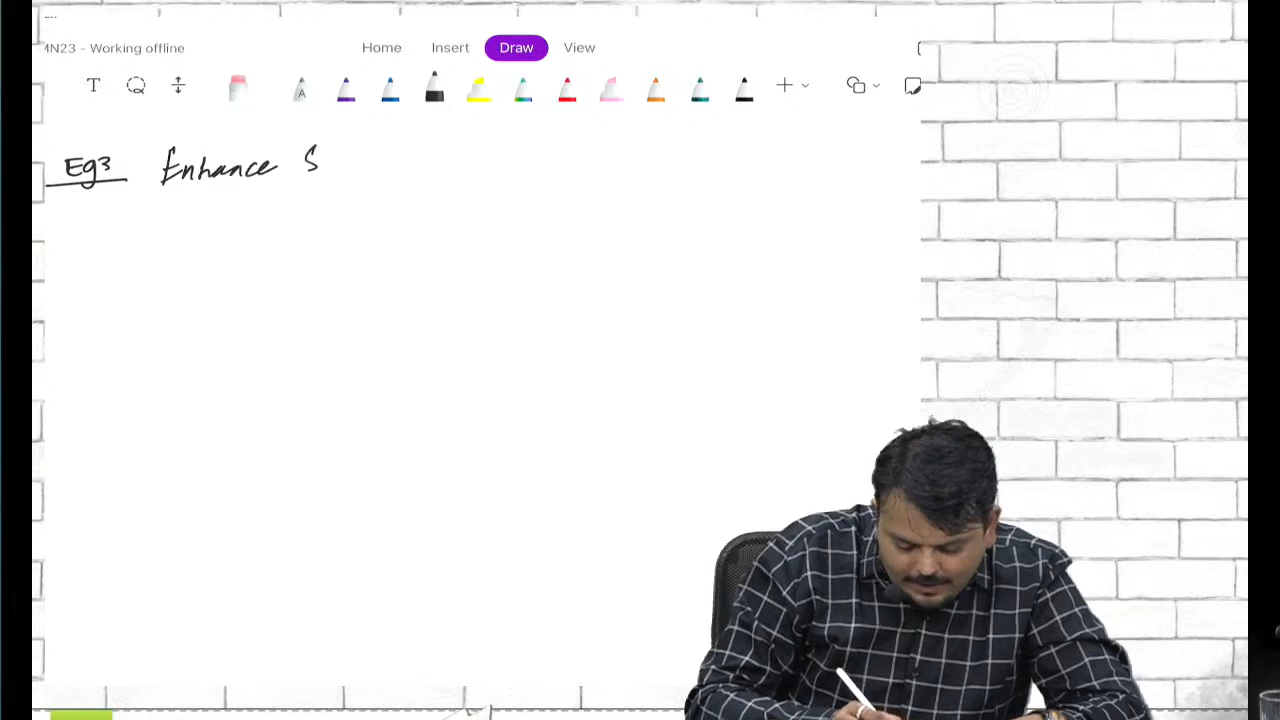 MN23 - Working offline
Home Insert Draw View
T
A
Eg3 Enhance S